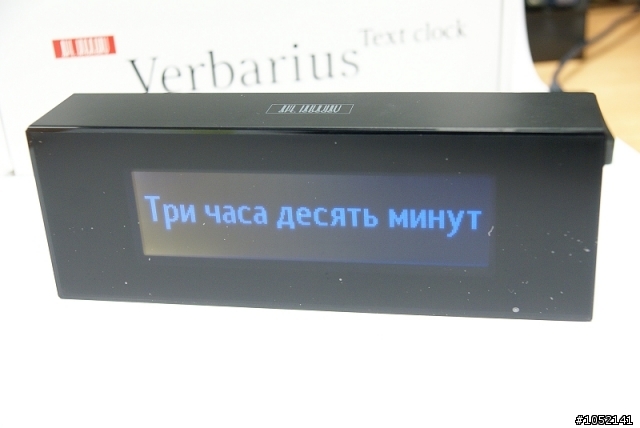 Verbarius
Text clock
Три часа десять минут
#1052141